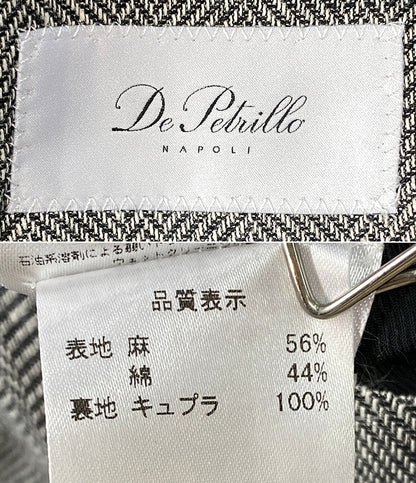 De Petrillo
NAPOLI
品質表示
表地 麻 56%
綿 44%
裏地 キュプラ 100%